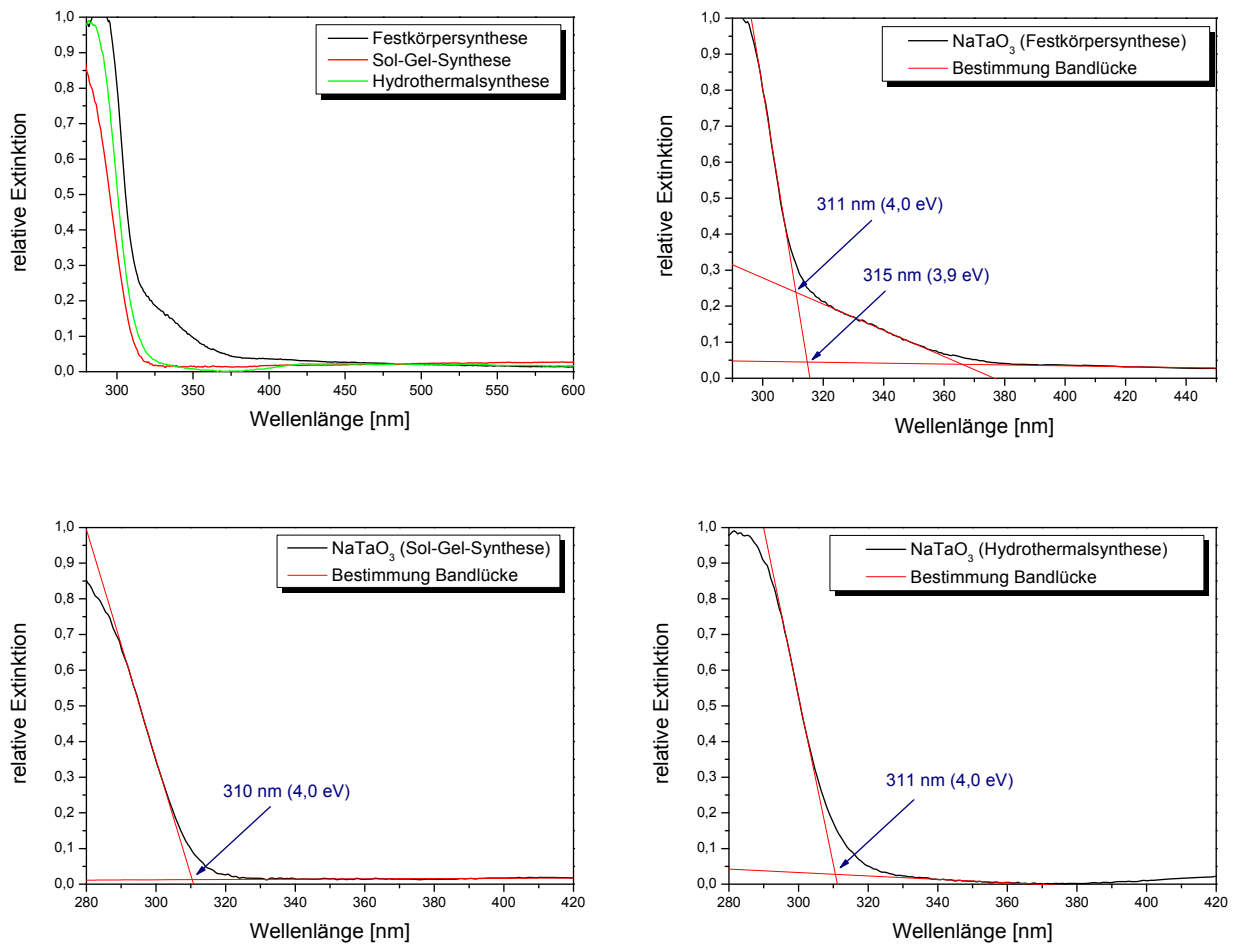 Festkörpersynthese
Sol-Gel-Synthese
Hydrothermalsynthese
relative Extinktion
1,0
0,9
0,8
0,7
0,6
0,5
0,4
0,3
0,2
0,1
0,0
300 350 400 450 500 550 600
Wellenlänge [nm]
NaTaO₃ (Festkörpersynthese)
Bestimmung Bandlücke
311 nm (4,0 eV)
315 nm (3,9 eV)
relative Extinktion
1,0
0,9
0,8
0,7
0,6
0,5
0,4
0,3
0,2
0,1
0,0
300 320 340 360 380 400 420 440
Wellenlänge [nm]
NaTaO₃ (Sol-Gel-Synthese)
Bestimmung Bandlücke
310 nm (4,0 eV)
relative Extinktion
1,0
0,9
0,8
0,7
0,6
0,5
0,4
0,3
0,2
0,1
0,0
280 300 320 340 360 380 400 420
Wellenlänge [nm]
NaTaO₃ (Hydrothermalsynthese)
Bestimmung Bandlücke
311 nm (4,0 eV)
relative Extinktion
1,0
0,9
0,8
0,7
0,6
0,5
0,4
0,3
0,2
0,1
0,0
280 300 320 340 360 380 400 420
Wellenlänge [nm]